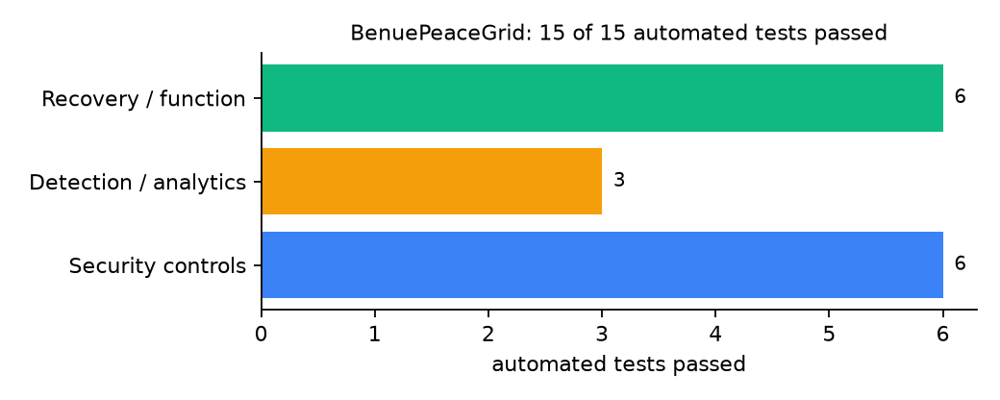 BenuePeaceGrid: 15 of 15 automated tests passed
Recovery / function
6
Detection / analytics
3
Security controls
6
0 1 2 3 4 5 6
automated tests passed